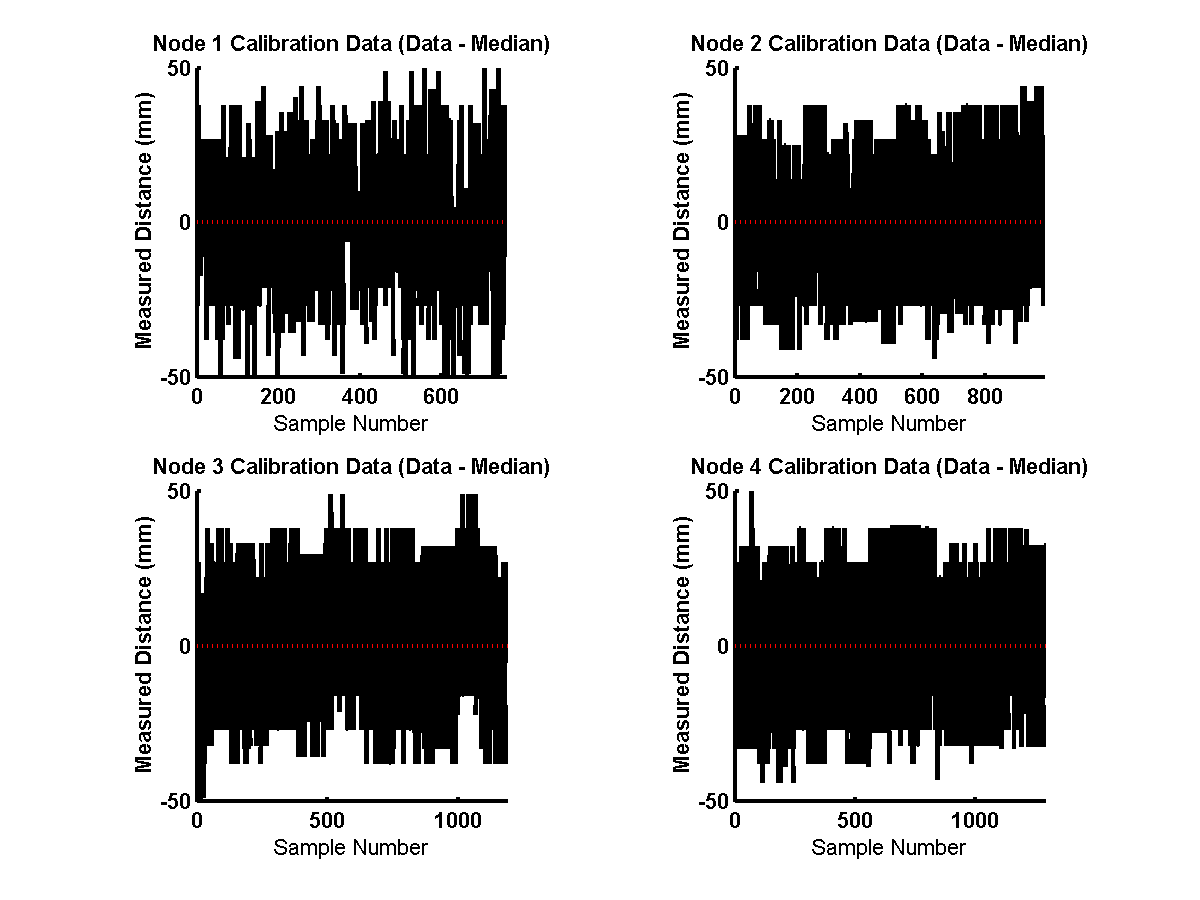 Node 1 Calibration Data (Data - Median)
50
0
-50
Measured Distance (mm)
0 200 400 600
Sample Number
Node 2 Calibration Data (Data - Median)
50
0
-50
Measured Distance (mm)
0 200 400 600 800
Sample Number
Node 3 Calibration Data (Data - Median)
50
0
-50
Measured Distance (mm)
0 500 1000
Sample Number
Node 4 Calibration Data (Data - Median)
50
0
-50
Measured Distance (mm)
0 500 1000
Sample Number